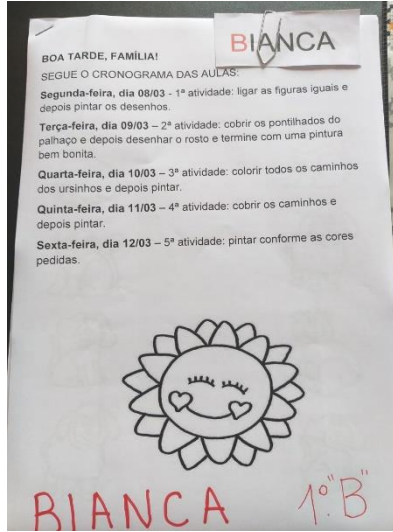 BIANCA
BOA TARDE, FAMÍLIA!
SEGUE O CRONOGRAMA DAS AULAS:
Segunda-feira, dia 08/03 - 1ª atividade: ligar as figuras iguais e
depois pintar os desenhos.
Terça-feira, dia 09/03 – 2ª atividade: cobrir os pontilhados do
palhaço e depois desenhar o rosto e termine com uma pintura
bem bonita.
Quarta-feira, dia 10/03 – 3ª atividade: colorir todos os caminhos
dos ursinhos e depois pintar.
Quinta-feira, dia 11/03 – 4ª atividade: cobrir os caminhos e
depois pintar.
Sexta-feira, dia 12/03 – 5ª atividade: pintar conforme as cores
pedidas.
BIANCA 1º "B"